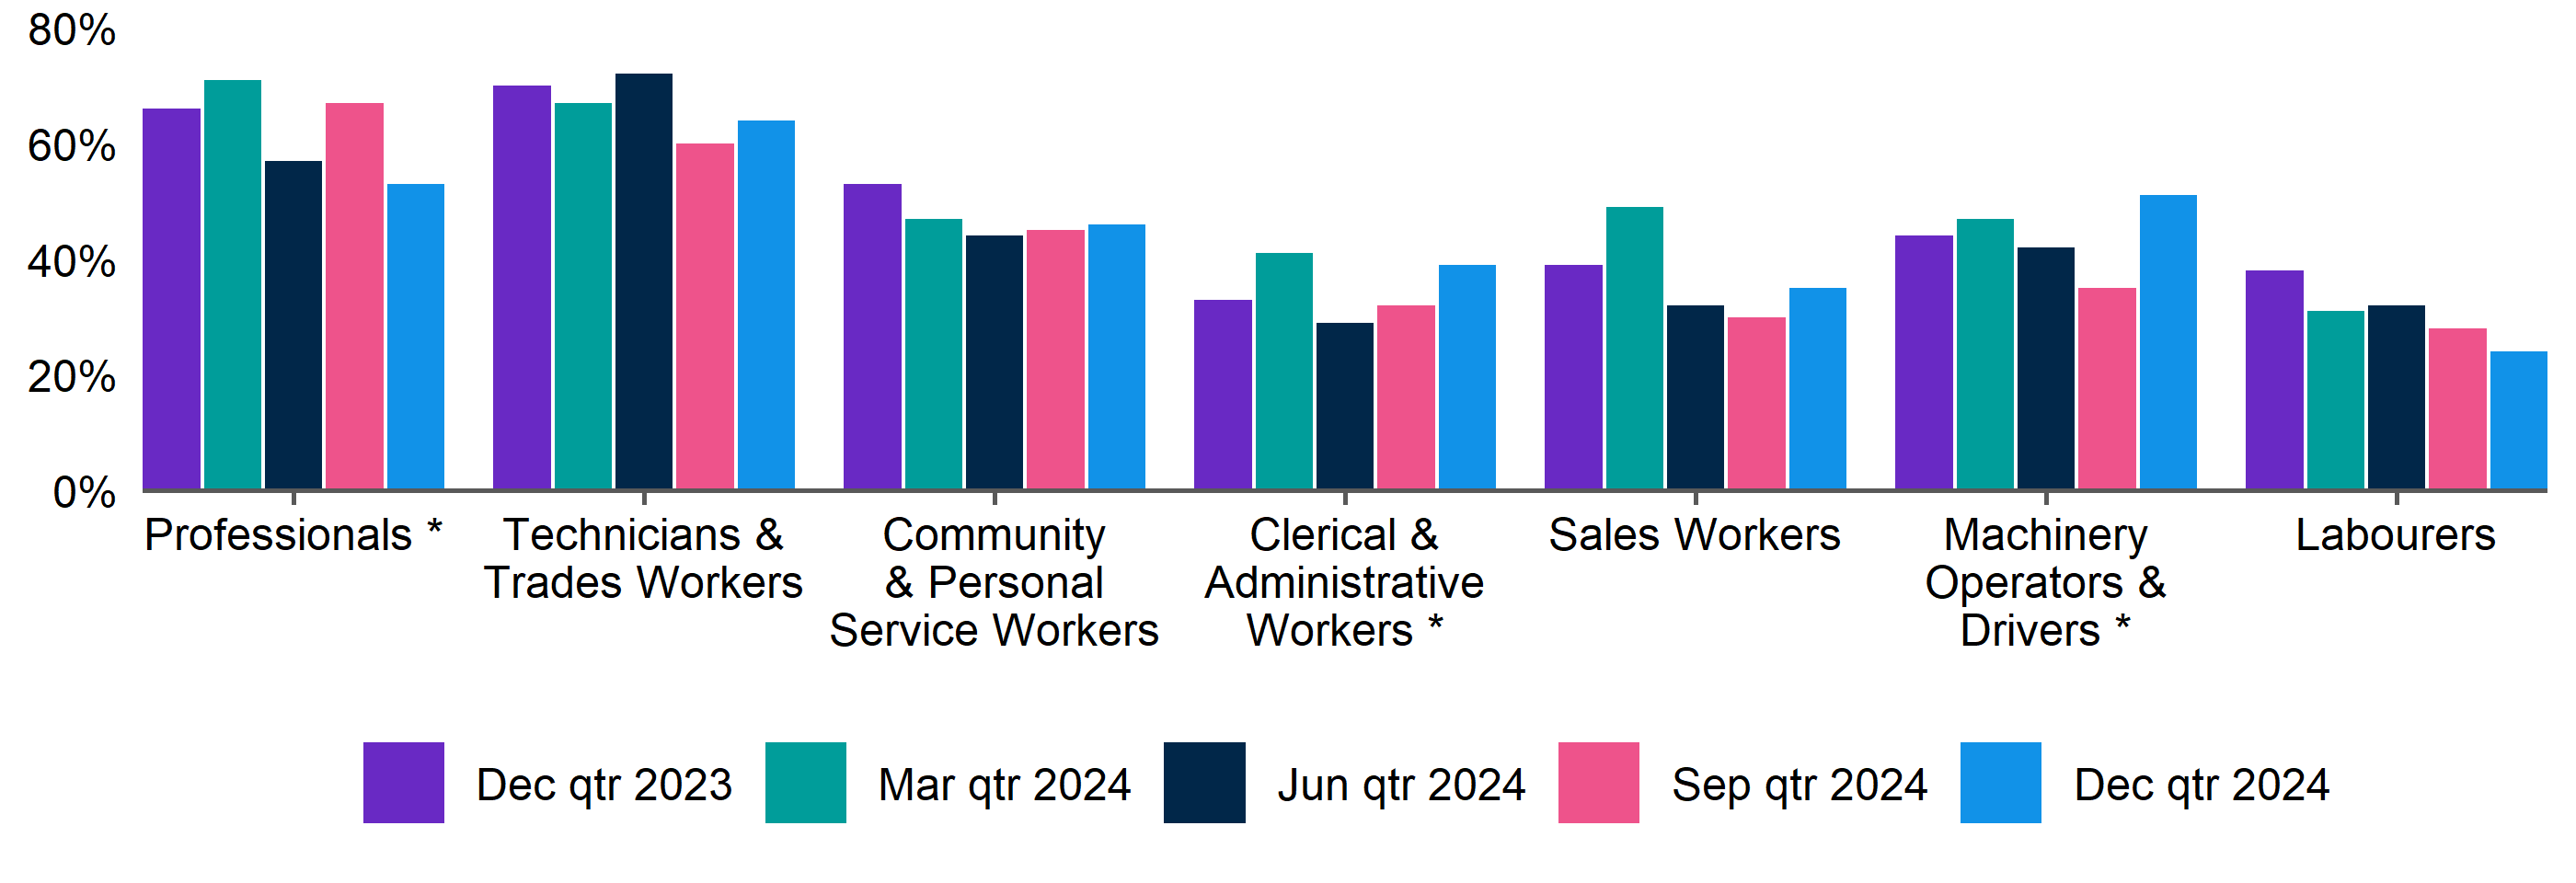 80%
60%
40%
20%
0%
Professionals *
Technicians &
Trades Workers
Community
& Personal
Service Workers
Clerical &
Administrative
Workers *
Sales Workers
Machinery
Operators &
Drivers *
Labourers
Dec qtr 2023
Mar qtr 2024
Jun qtr 2024
Sep qtr 2024
Dec qtr 2024